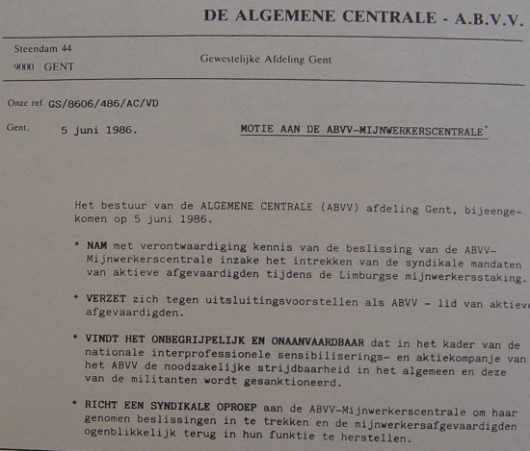 DE ALGEMENE CENTRALE - A.B.V.V.
Steendam 44
9000 GENT
Gewestelijke Afdeling Gent
Onze ref. GS/8606/486/AC/VD
Gent, 5 juni 1986.
MOTIE AAN DE ABVV-MIJNWERKERSCENTRALE*
Het bestuur van de ALGEMENE CENTRALE (ABVV) afdeling Gent, bijeenge-
komen op 5 juni 1986.
* NAM met verontwaardiging kennis van de beslissing van de ABVV-
Mijnwerkerscentrale inzake het intrekken van de syndikale mandaten
van aktieve afgevaardigden tijdens de Limburgse mijnwerkersstaking.
* VERZET zich tegen uitsluitingsvoorstellen als ABVV - lid van aktieve
afgevaardigden.
* VINDT HET ONBEGRIJPELIJK EN ONAANVAARDBAAR dat in het kader van de
nationale interprofessionele sensibiliserings- en aktiekompanje van
het ABVV de noodzakelijke strijdbaarheid in het algemeen en deze
van de militanten wordt gesanktioneerd.
* RICHT EEN SYNDIKALE OPROEP aan de ABVV-Mijnwerkerscentrale om haar
genomen beslissingen in te trekken en de mijnwerkersafgevaardigden
ogenblikkelijk terug in hun funktie te herstellen.